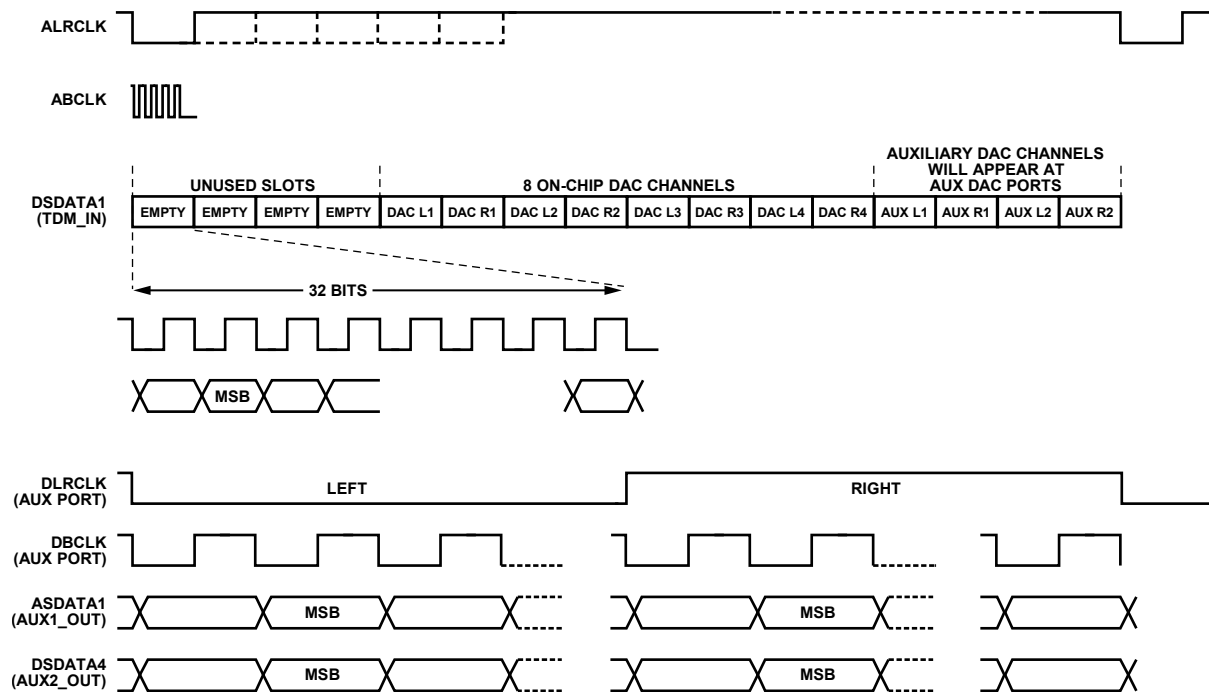 ALRCLK
ABCLK
AUXILIARY DAC CHANNELS
WILL APPEAR AT
AUX DAC PORTS
UNUSED SLOTS
8 ON-CHIP DAC CHANNELS
DSDATA1
(TDM_IN)
EMPTY EMPTY EMPTY EMPTY DAC L1 DAC R1 DAC L2 DAC R2 DAC L3 DAC R3 DAC L4 DAC R4 AUX L1 AUX R1 AUX L2 AUX R2
32 BITS
MSB
DLRCLK
(AUX PORT)
LEFT
RIGHT
DBCLK
(AUX PORT)
ASDATA1
(AUX1_OUT)
MSB
MSB
DSDATA4
(AUX2_OUT)
MSB
MSB